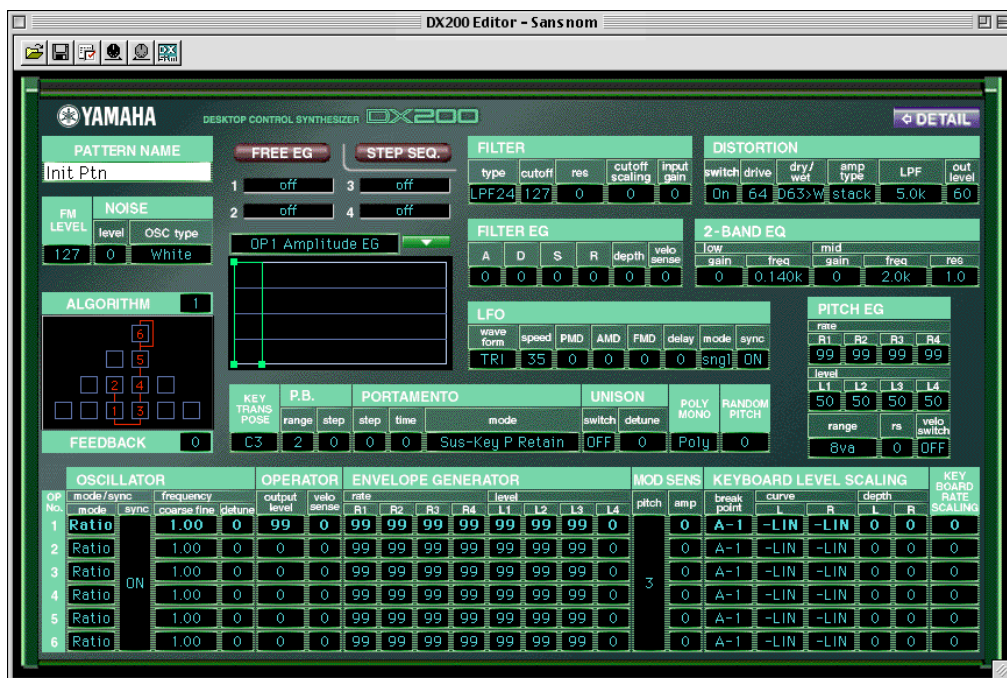 DX200 Editor - Sans nom
YAMAHA DESKTOP CONTROL SYNTHESIZER DX200
DETAIL
PATTERN NAME
Init Ptn
FREE EG STEP SEQ.
1 off 3 off
2 off 4 off
FM LEVEL
127
NOISE
level OSC type
0 White
OP1 Amplitude EG
FILTER
type cutoff res cutoff scaling input gain
LPF24 127 0 0 0
DISTORTION
switch drive dry/wet amp type LPF out level
On 64 D63>W stack 5.0k 60
FILTER EG
A D S R depth velo sense
0 0 0 0 0 0
2-BAND EQ
low mid
gain freq gain freq res
0 0.140k 0 2.0k 1.0
ALGORITHM 1
6
5
2 4
1 3
FEEDBACK 0
LFO
wave form speed PMD AMD FMD delay mode sync
TRI 35 0 0 0 0 sngl ON
PITCH EG
rate
R1 R2 R3 R4
99 99 99 99
level
L1 L2 L3 L4
50 50 50 50
range rs velo switch
8va 0 OFF
KEY TRANS POSE
C3
P.B.
range step
2 0
PORTAMENTO
step time mode
0 0 Sus-Key P Retain
UNISON
switch detune
OFF 0
POLY MONO
Poly
RANDOM PITCH
0
OSCILLATOR OPERATOR ENVELOPE GENERATOR MOD SENS KEYBOARD LEVEL SCALING KEY BOARD RATE SCALING
OP No. mode/sync frequency output level velo sense rate level pitch amp break point curve depth
mode sync coarse fine detune R1 R2 R3 R4 L1 L2 L3 L4 L R L R
1 Ratio 1.00 0 99 0 99 99 99 99 99 99 99 0 0 A-1 -LIN -LIN 0 0 0
2 Ratio 1.00 0 0 0 99 99 99 99 99 99 99 0 0 A-1 -LIN -LIN 0 0 0
3 Ratio ON 1.00 0 0 0 99 99 99 99 99 99 99 0 3 0 A-1 -LIN -LIN 0 0 0
4 Ratio 1.00 0 0 0 99 99 99 99 99 99 99 0 0 A-1 -LIN -LIN 0 0 0
5 Ratio 1.00 0 0 0 99 99 99 99 99 99 99 0 0 A-1 -LIN -LIN 0 0 0
6 Ratio 1.00 0 0 0 99 99 99 99 99 99 99 0 0 A-1 -LIN -LIN 0 0 0